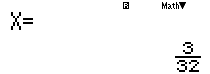 R Math▼
X=
3/32